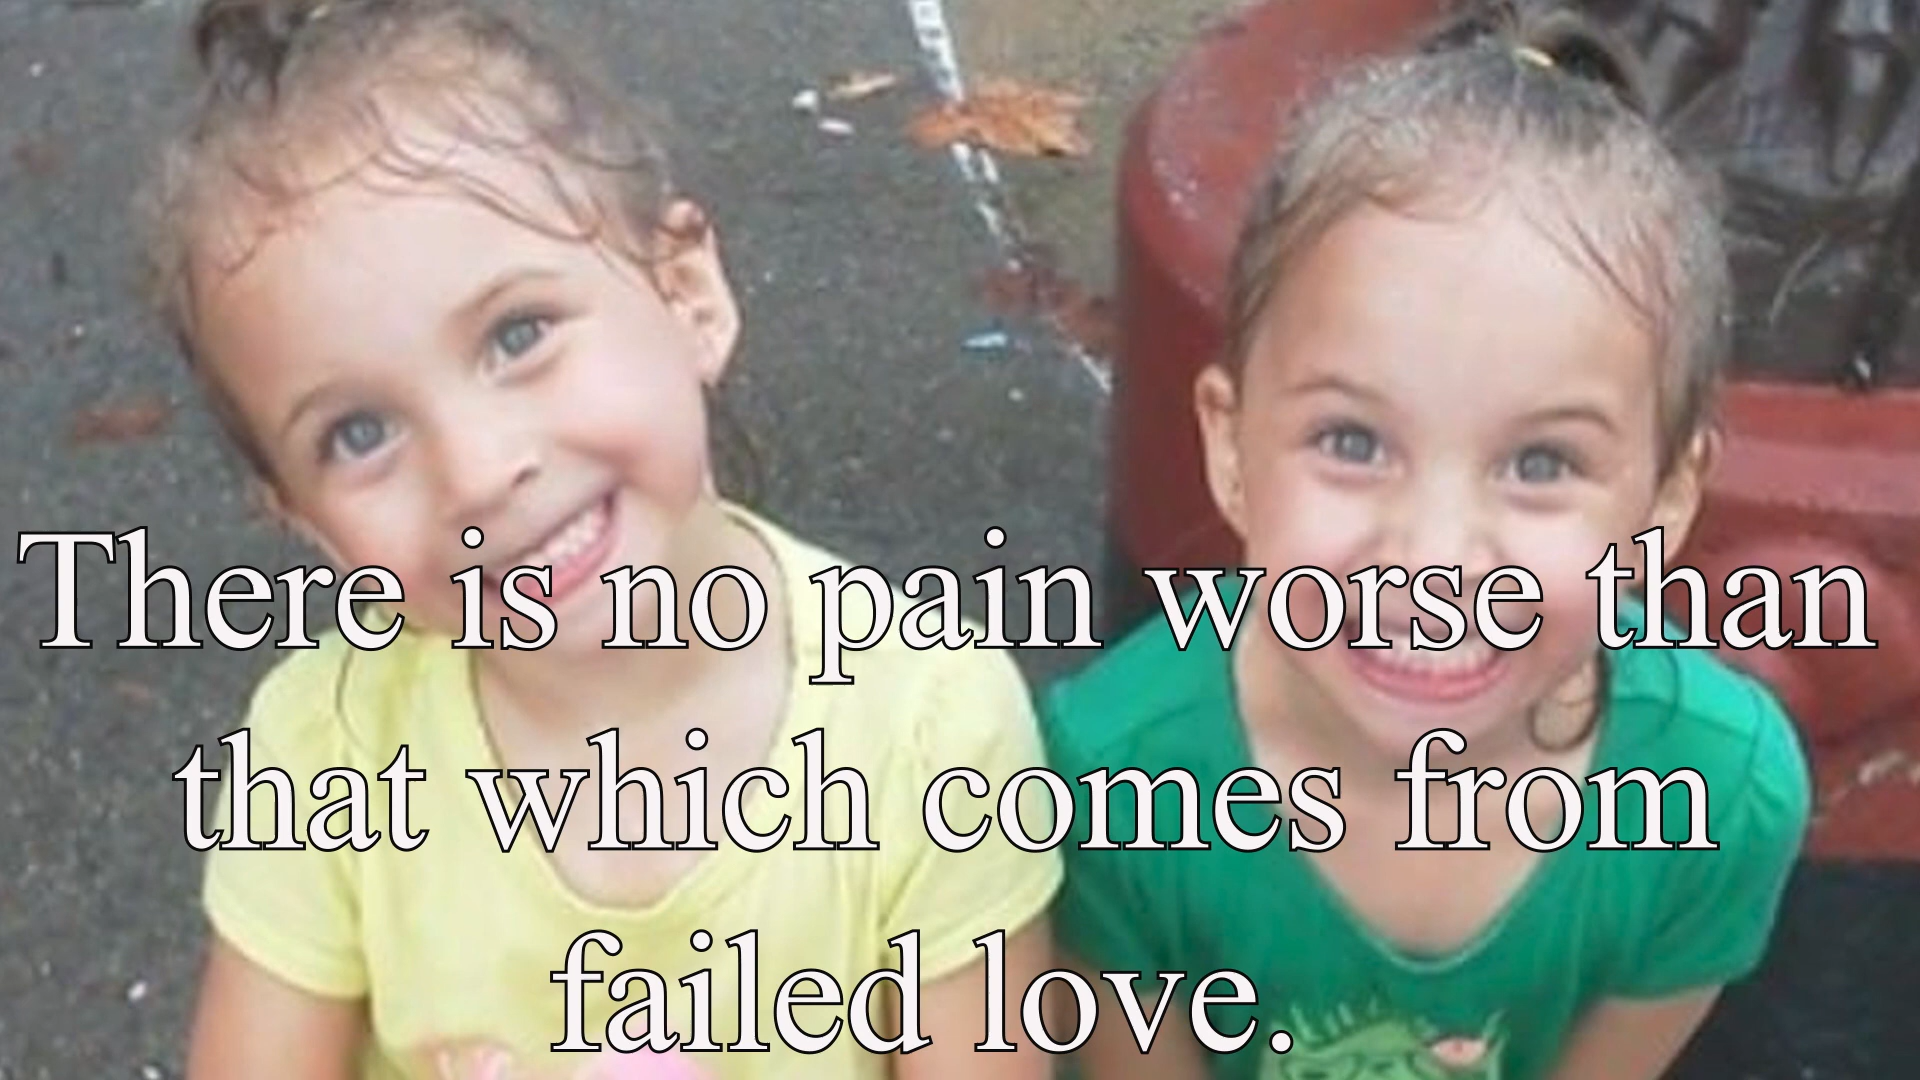 There is no pain worse than
that which comes from
failed love.